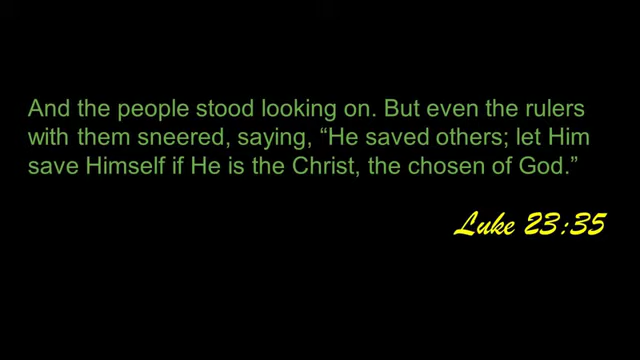 And the people stood looking on. But even the rulers
with them sneered, saying, “He saved others; let Him
save Himself if He is the Christ, the chosen of God.”
Luke 23:35